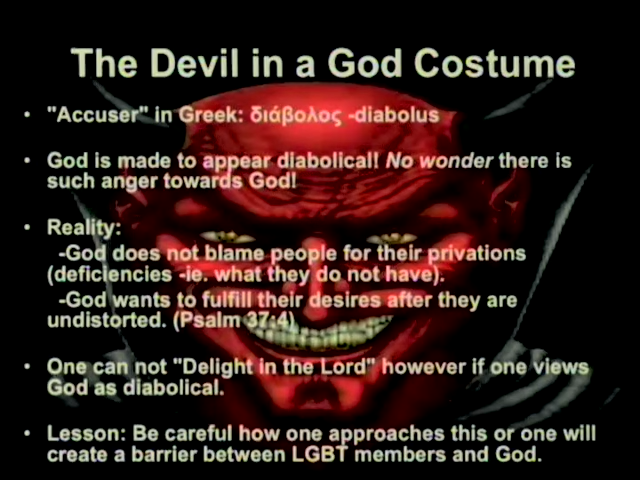 The Devil in a God Costume
• "Accuser" in Greek: διάβολος -diabolus
• God is made to appear diabolical! No wonder there is
such anger towards God!
• Reality:
-God does not blame people for their privations
(deficiencies -ie. what they do not have).
-God wants to fulfill their desires after they are
undistorted. (Psalm 37:4)
• One can not "Delight in the Lord" however if one views
God as diabolical.
• Lesson: Be careful how one approaches this or one will
create a barrier between LGBT members and God.